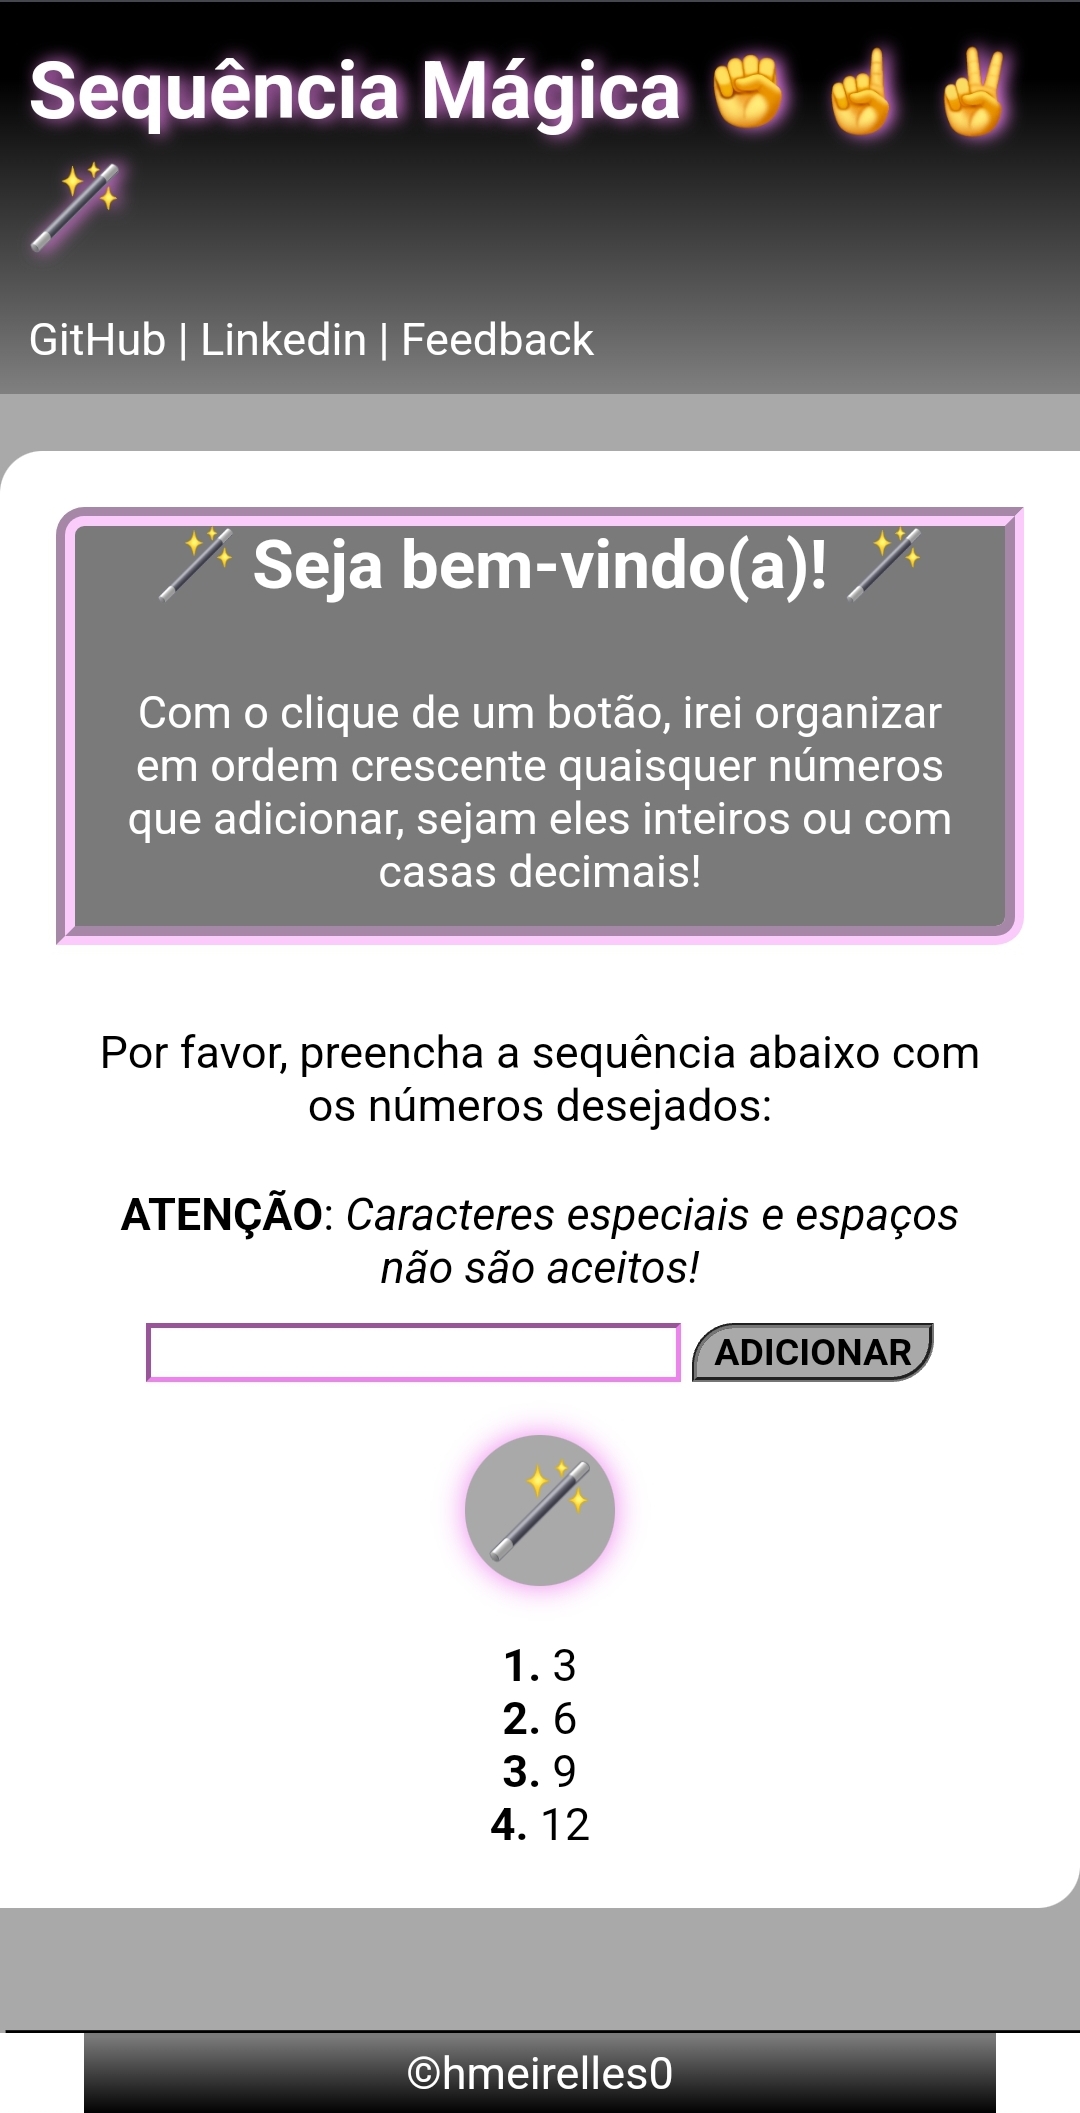 Sequência Mágica ✊ ☝️ ✌️
🪄
GitHub | Linkedin | Feedback
🪄 Seja bem-vindo(a)! 🪄
Com o clique de um botão, irei organizar
em ordem crescente quaisquer números
que adicionar, sejam eles inteiros ou com
casas decimais!
Por favor, preencha a sequência abaixo com
os números desejados:
ATENÇÃO: Caracteres especiais e espaços
não são aceitos!
ADICIONAR
🪄
1. 3
2. 6
3. 9
4. 12
©hmeirelles0